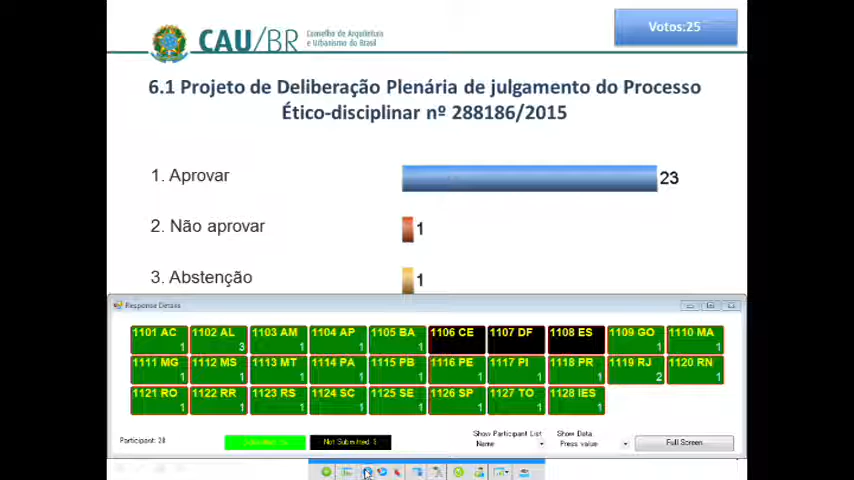 CAU/BR
Conselho de Arquitetura
e Urbanismo do Brasil
Votos:25
6.1 Projeto de Deliberação Plenária de julgamento do Processo
Ético-disciplinar nº 288186/2015
1. Aprovar 23
2. Não aprovar 1
3. Abstenção 1
Response Details
1101 AC 1102 AL 1103 AM 1104 AP 1105 BA 1106 CE 1107 DF 1108 ES 1109 GO 1110 MA
1 3 1 1 1 1 1
1111 MG 1112 MS 1113 MT 1114 PA 1115 PB 1116 PE 1117 PI 1118 PR 1119 RJ 1120 RN
1 1 1 1 1 1 1 1 2 1
1121 RO 1122 RR 1123 RS 1124 SC 1125 SE 1126 SP 1127 TO 1128 IES
1 1 1 1 1 1 1 1
Participant: 28
Not Submitted: 3
Show Participant List
Name
Show Data
Press value
Full Screen